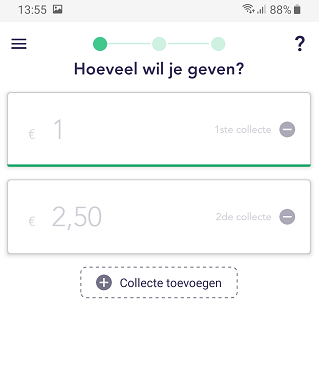 13:55 88%
?
Hoeveel wil je geven?
€ 1 1ste collecte
€ 2,50 2de collecte
Collecte toevoegen